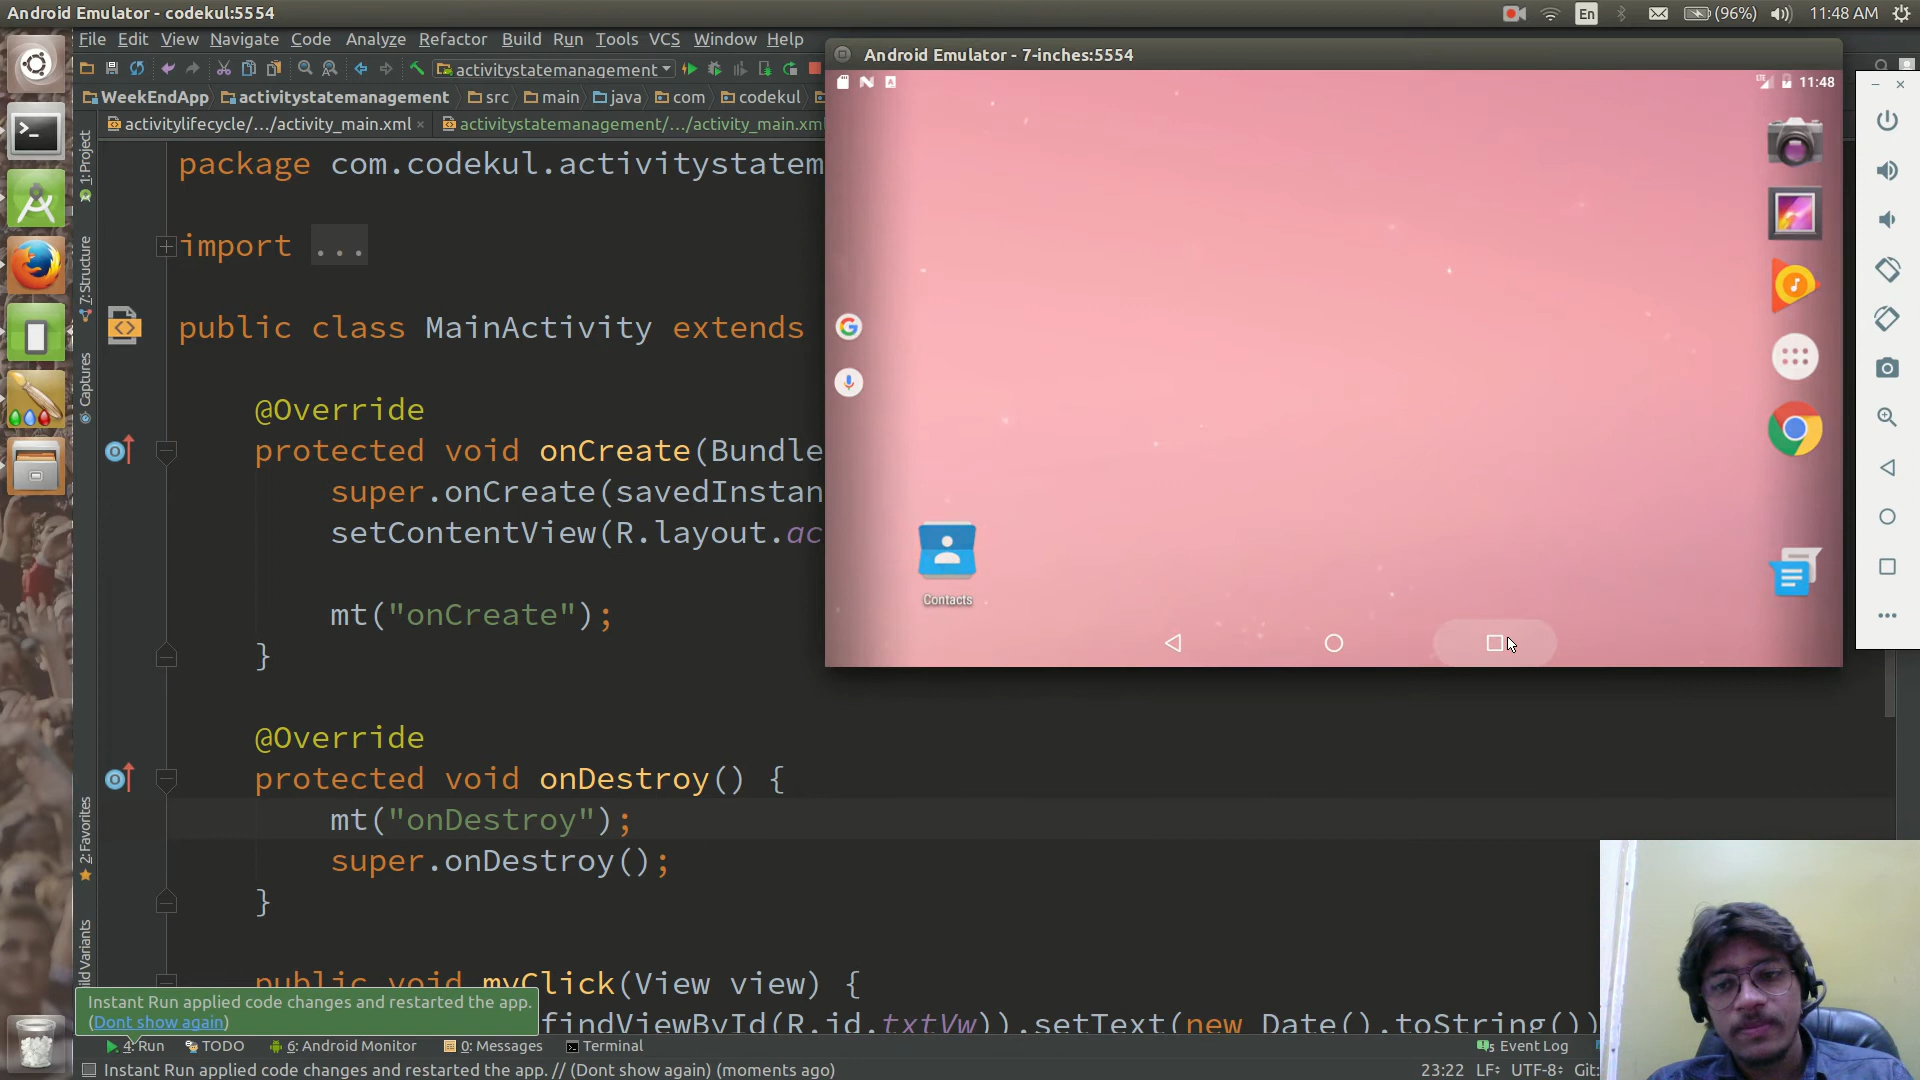 Android Emulator - codekul:5554
En
(96%)
11:48 AM
File Edit View Navigate Code Analyze Refactor Build Run Tools VCS Window Help
activitystatemanagement
WeekEndApp activitystatemanagement src main java com codekul
activitylifecycle/.../activity_main.xml
activitystatemanagement/.../activity_main.xml
1: Project
7: Structure
Captures
2: Favorites
ild Variants
package com.codekul.activitystatem
import ...
public class MainActivity extends
@Override
protected void onCreate(Bundle
super.onCreate(savedInstan
setContentView(R.layout.ac
mt("onCreate");
}
@Override
protected void onDestroy() {
mt("onDestroy");
super.onDestroy();
}
public void myClick(View view) {
findViewById(R.id.txtVw)).setText(new Date().toString())
Android Emulator - 7-inches:5554
11:48
Contacts
Instant Run applied code changes and restarted the app.
(Dont show again)
4: Run TODO 6: Android Monitor 0: Messages Terminal
5 Event Log
Instant Run applied code changes and restarted the app. // (Dont show again) (moments ago)
23:22 LF÷ UTF-8÷ Git: